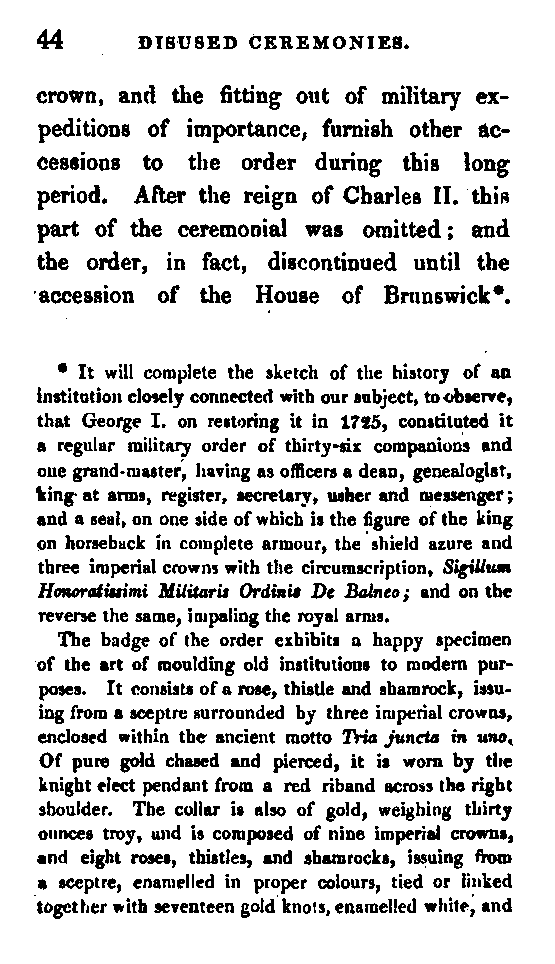 44 DISUSED CEREMONIES.
crown, and the fitting out of military ex-
peditions of importance, furnish other ac-
cessions to the order during this long
period. After the reign of Charles II. this
part of the ceremonial was omitted; and
the order, in fact, discontinued until the
accession of the House of Brunswick*.
* It will complete the sketch of the history of an
institution closely connected with our subject, to observe,
that George I. on restoring it in 1725, constituted it
a regular military order of thirty-six companions and
one grand-master, having as officers a dean, genealogist,
king at arms, register, secretary, usher and messenger;
and a seal, on one side of which is the figure of the king
on horseback in complete armour, the shield azure and
three imperial crowns with the circumscription, Sigillum
Honoratissimi Militaris Ordinis De Balneo; and on the
reverse the same, impaling the royal arms.
The badge of the order exhibits a happy specimen
of the art of moulding old institutions to modern pur-
poses. It consists of a rose, thistle and shamrock, issu-
ing from a sceptre surrounded by three imperial crowns,
enclosed within the ancient motto Tria juncta in uno.
Of pure gold chased and pierced, it is worn by the
knight elect pendant from a red riband across the right
shoulder. The collar is also of gold, weighing thirty
ounces troy, and is composed of nine imperial crowns,
and eight roses, thistles, and shamrocks, issuing from
a sceptre, enamelled in proper colours, tied or linked
together with seventeen gold knots, enamelled white, and